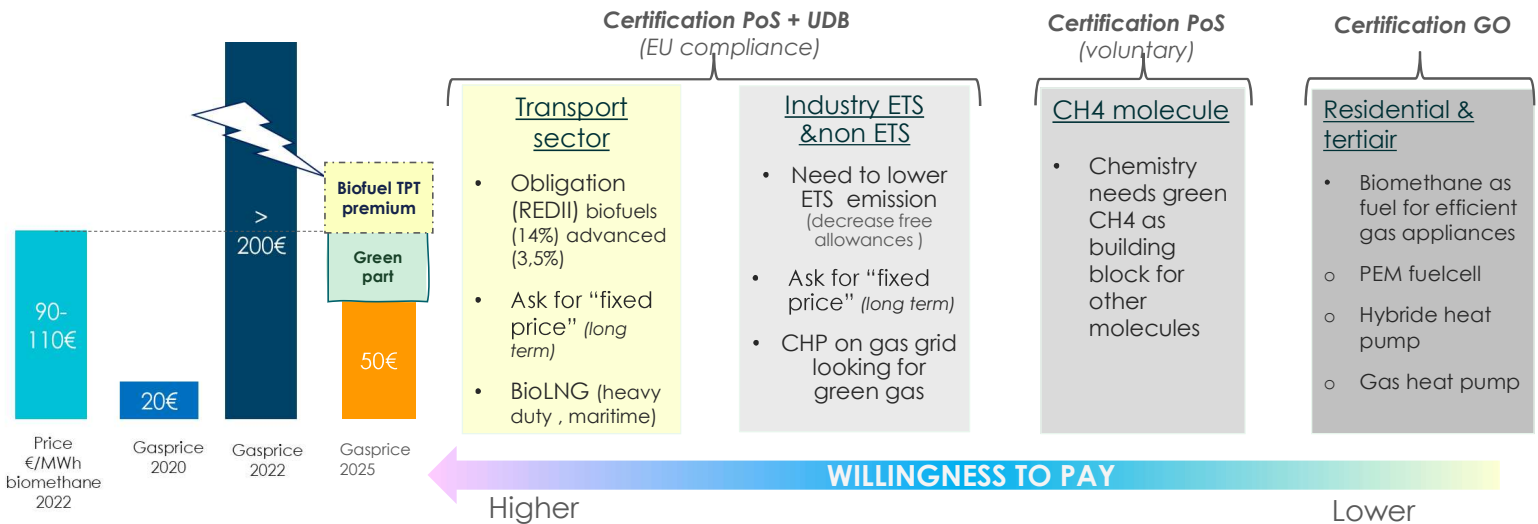 Certification PoS + UDB
(EU compliance)
Certification PoS
(voluntary)
Certification GO
90-
110€
20€
>
200€
Biofuel TPT
premium
Green
part
50€
Price
€/MWh
biomethane
2022
Gasprice
2020
Gasprice
2022
Gasprice
2025
Transport
sector
• Obligation
(REDII) biofuels
(14%) advanced
(3,5%)
• Ask for “fixed
price” (long
term)
• BioLNG (heavy
duty , maritime)
Industry ETS
&non ETS
• Need to lower
ETS emission
(decrease free
allowances )
• Ask for “fixed
price” (long term)
• CHP on gas grid
looking for
green gas
CH4 molecule
• Chemistry
needs green
CH4 as
building
block for
other
molecules
Residential &
tertiair
• Biomethane as
fuel for efficient
gas appliances
o PEM fuelcell
o Hybride heat
pump
o Gas heat pump
WILLINGNESS TO PAY
Higher
Lower